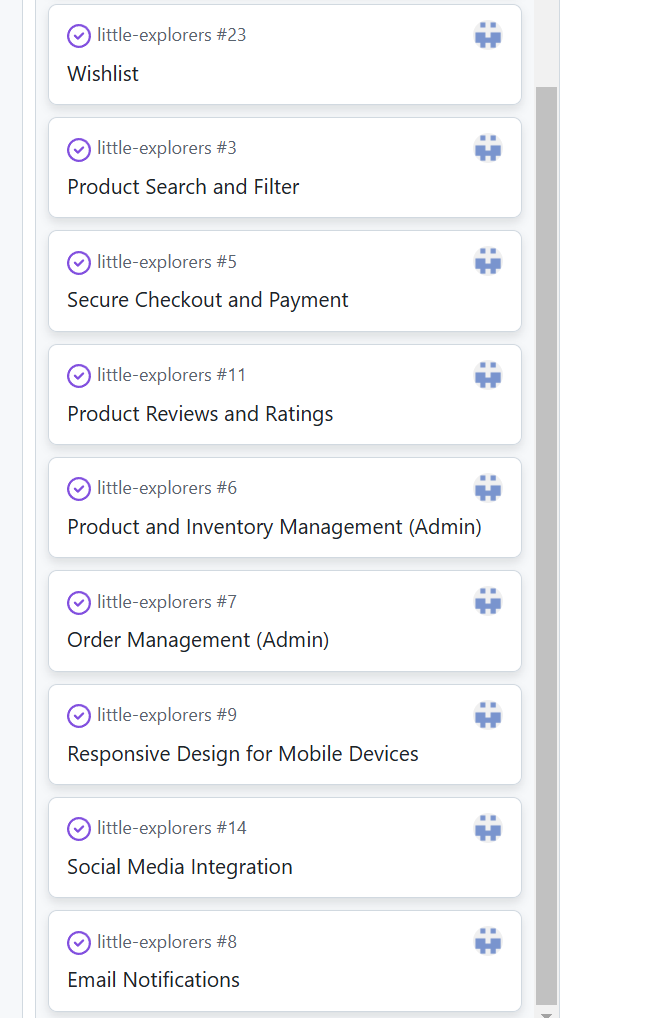 little-explorers #23
Wishlist
little-explorers #3
Product Search and Filter
little-explorers #5
Secure Checkout and Payment
little-explorers #11
Product Reviews and Ratings
little-explorers #6
Product and Inventory Management (Admin)
little-explorers #7
Order Management (Admin)
little-explorers #9
Responsive Design for Mobile Devices
little-explorers #14
Social Media Integration
little-explorers #8
Email Notifications